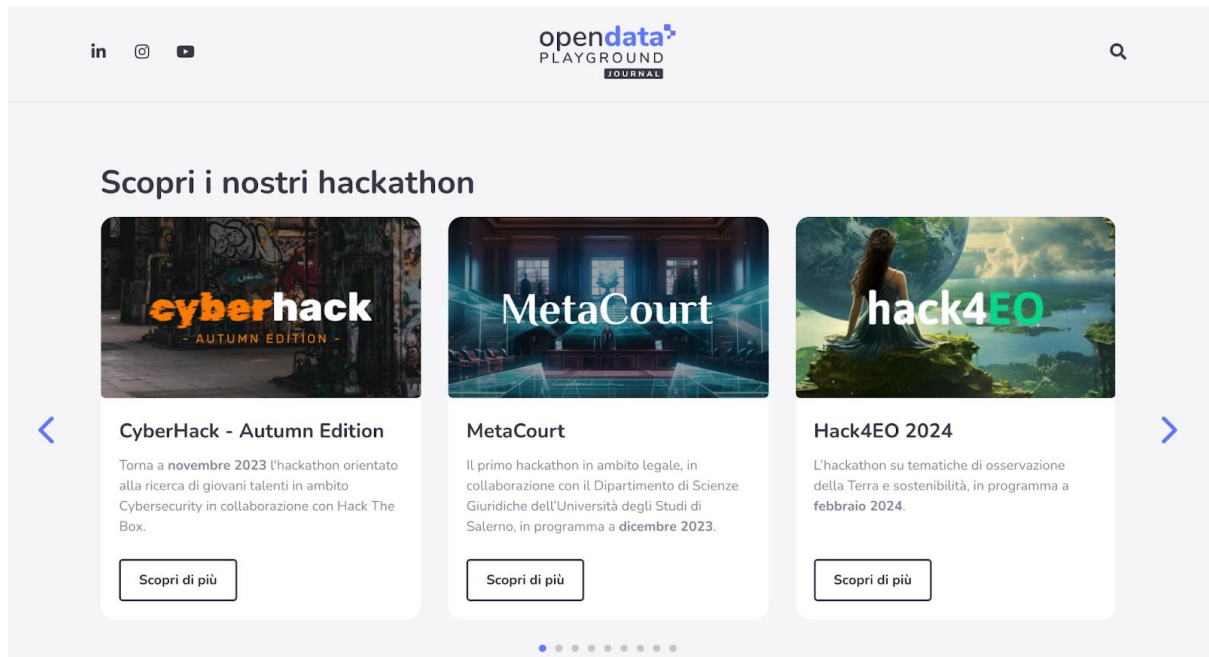 in
opendata
PLAYGROUND
JOURNAL
Scopri i nostri hackathon
cyberhack
- AUTUMN EDITION -
MetaCourt
hack4EO
CyberHack - Autumn Edition
Torna a novembre 2023 l'hackathon orientato
alla ricerca di giovani talenti in ambito
Cybersecurity in collaborazione con Hack The
Box.
Scopri di più
MetaCourt
Il primo hackathon in ambito legale, in
collaborazione con il Dipartimento di Scienze
Giuridiche dell'Università degli Studi di
Salerno, in programma a dicembre 2023.
Scopri di più
Hack4EO 2024
L'hackathon su tematiche di osservazione
della Terra e sostenibilità, in programma a
febbraio 2024.
Scopri di più